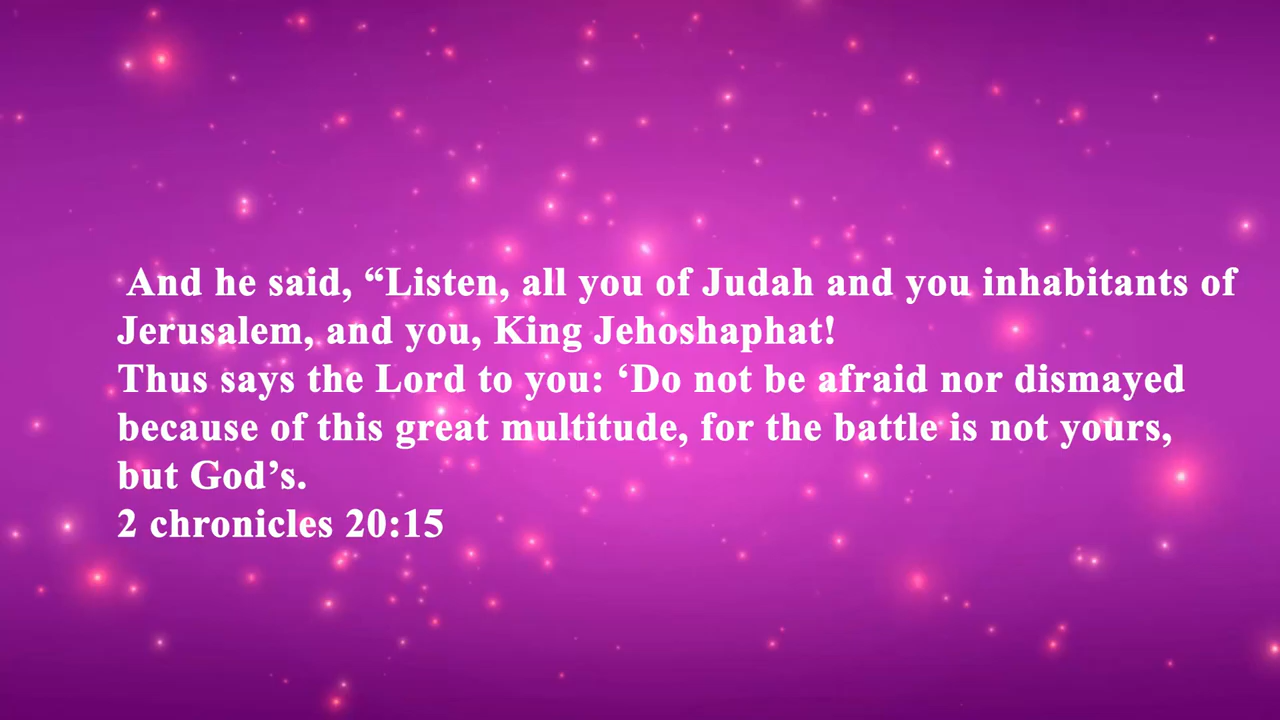 And he said, “Listen, all you of Judah and you inhabitants of
Jerusalem, and you, King Jehoshaphat!
Thus says the Lord to you: ‘Do not be afraid nor dismayed
because of this great multitude, for the battle is not yours,
but God’s.
2 chronicles 20:15